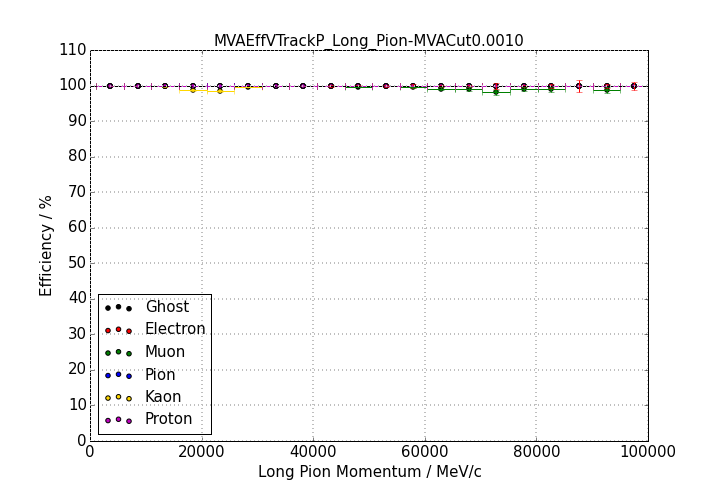 MVAEffVTrackP_Long_Pion-MVACut0.0010
110
100
90
80
70
60
50
40
30
20
10
0
Efficiency / %
Ghost
Electron
Muon
Pion
Kaon
Proton
0 20000 40000 60000 80000 100000
Long Pion Momentum / MeV/c